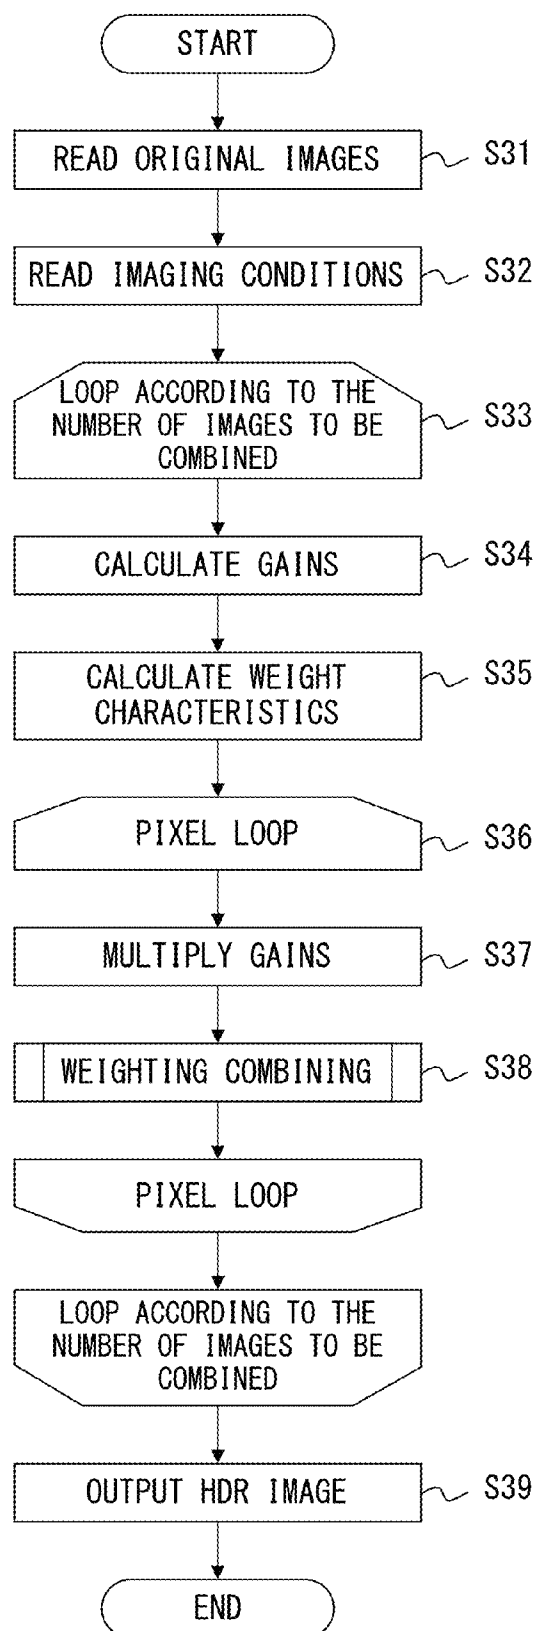 START
READ ORIGINAL IMAGES
S31
READ IMAGING CONDITIONS
S32
LOOP ACCORDING TO THE
NUMBER OF IMAGES TO BE
COMBINED
S33
CALCULATE GAINS
S34
CALCULATE WEIGHT
CHARACTERISTICS
S35
PIXEL LOOP
S36
MULTIPLY GAINS
S37
WEIGHTING COMBINING
S38
PIXEL LOOP
LOOP ACCORDING TO THE
NUMBER OF IMAGES TO BE
COMBINED
OUTPUT HDR IMAGE
S39
END